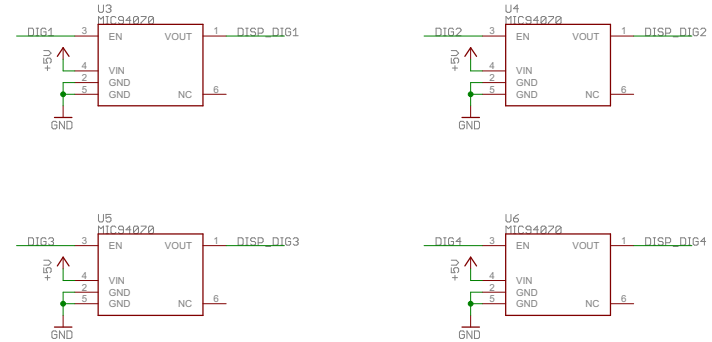 U3
MIC94070
DIG1 3 EN VOUT 1 DISP_DIG1
+5V
4 VIN
2 GND
5 GND NC 6
GND
U4
MIC94070
DIG2 3 EN VOUT 1 DISP_DIG2
+5V
4 VIN
2 GND
5 GND NC 6
GND
U5
MIC94070
DIG3 3 EN VOUT 1 DISP_DIG3
+5V
4 VIN
2 GND
5 GND NC 6
GND
U6
MIC94070
DIG4 3 EN VOUT 1 DISP_DIG4
+5V
4 VIN
2 GND
5 GND NC 6
GND